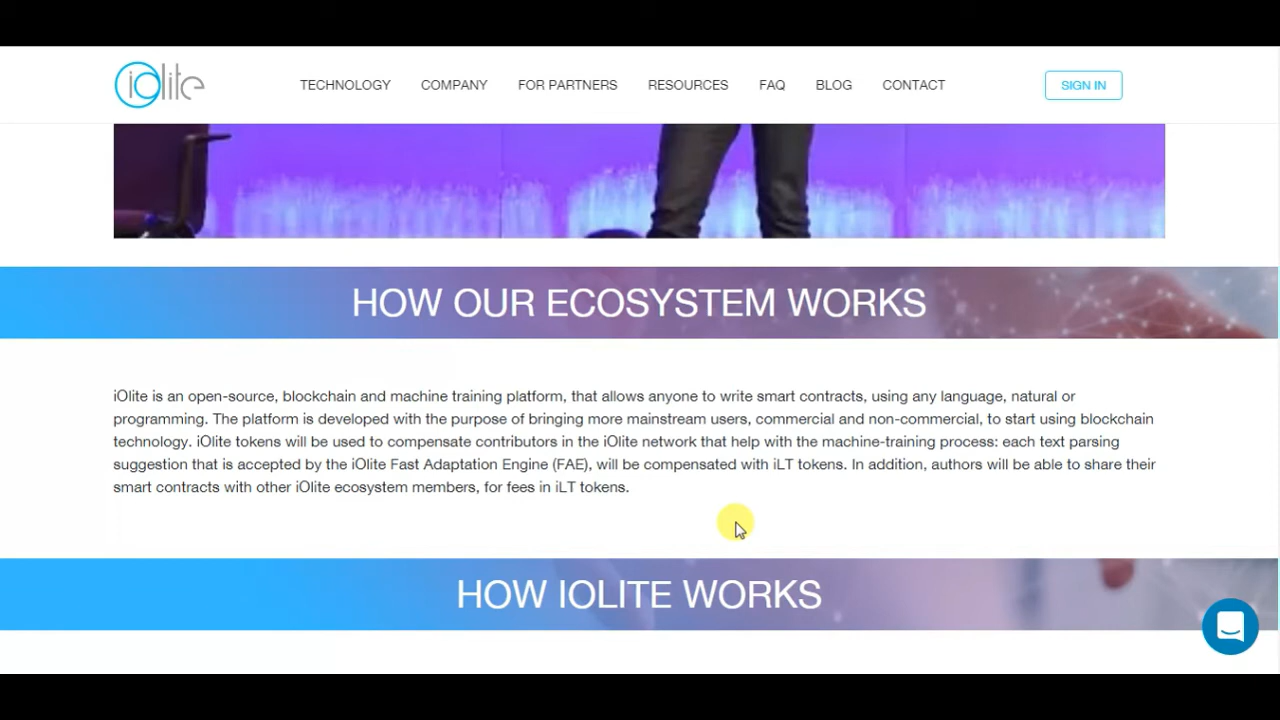 iolite
TECHNOLOGY COMPANY FOR PARTNERS RESOURCES FAQ BLOG CONTACT SIGN IN
HOW OUR ECOSYSTEM WORKS
iOlite is an open-source, blockchain and machine training platform, that allows anyone to write smart contracts, using any language, natural or
programming. The platform is developed with the purpose of bringing more mainstream users, commercial and non-commercial, to start using blockchain
technology. iOlite tokens will be used to compensate contributors in the iOlite network that help with the machine-training process: each text parsing
suggestion that is accepted by the iOlite Fast Adaptation Engine (FAE), will be compensated with iLT tokens. In addition, authors will be able to share their
smart contracts with other iOlite ecosystem members, for fees in iLT tokens.
HOW IOLITE WORKS